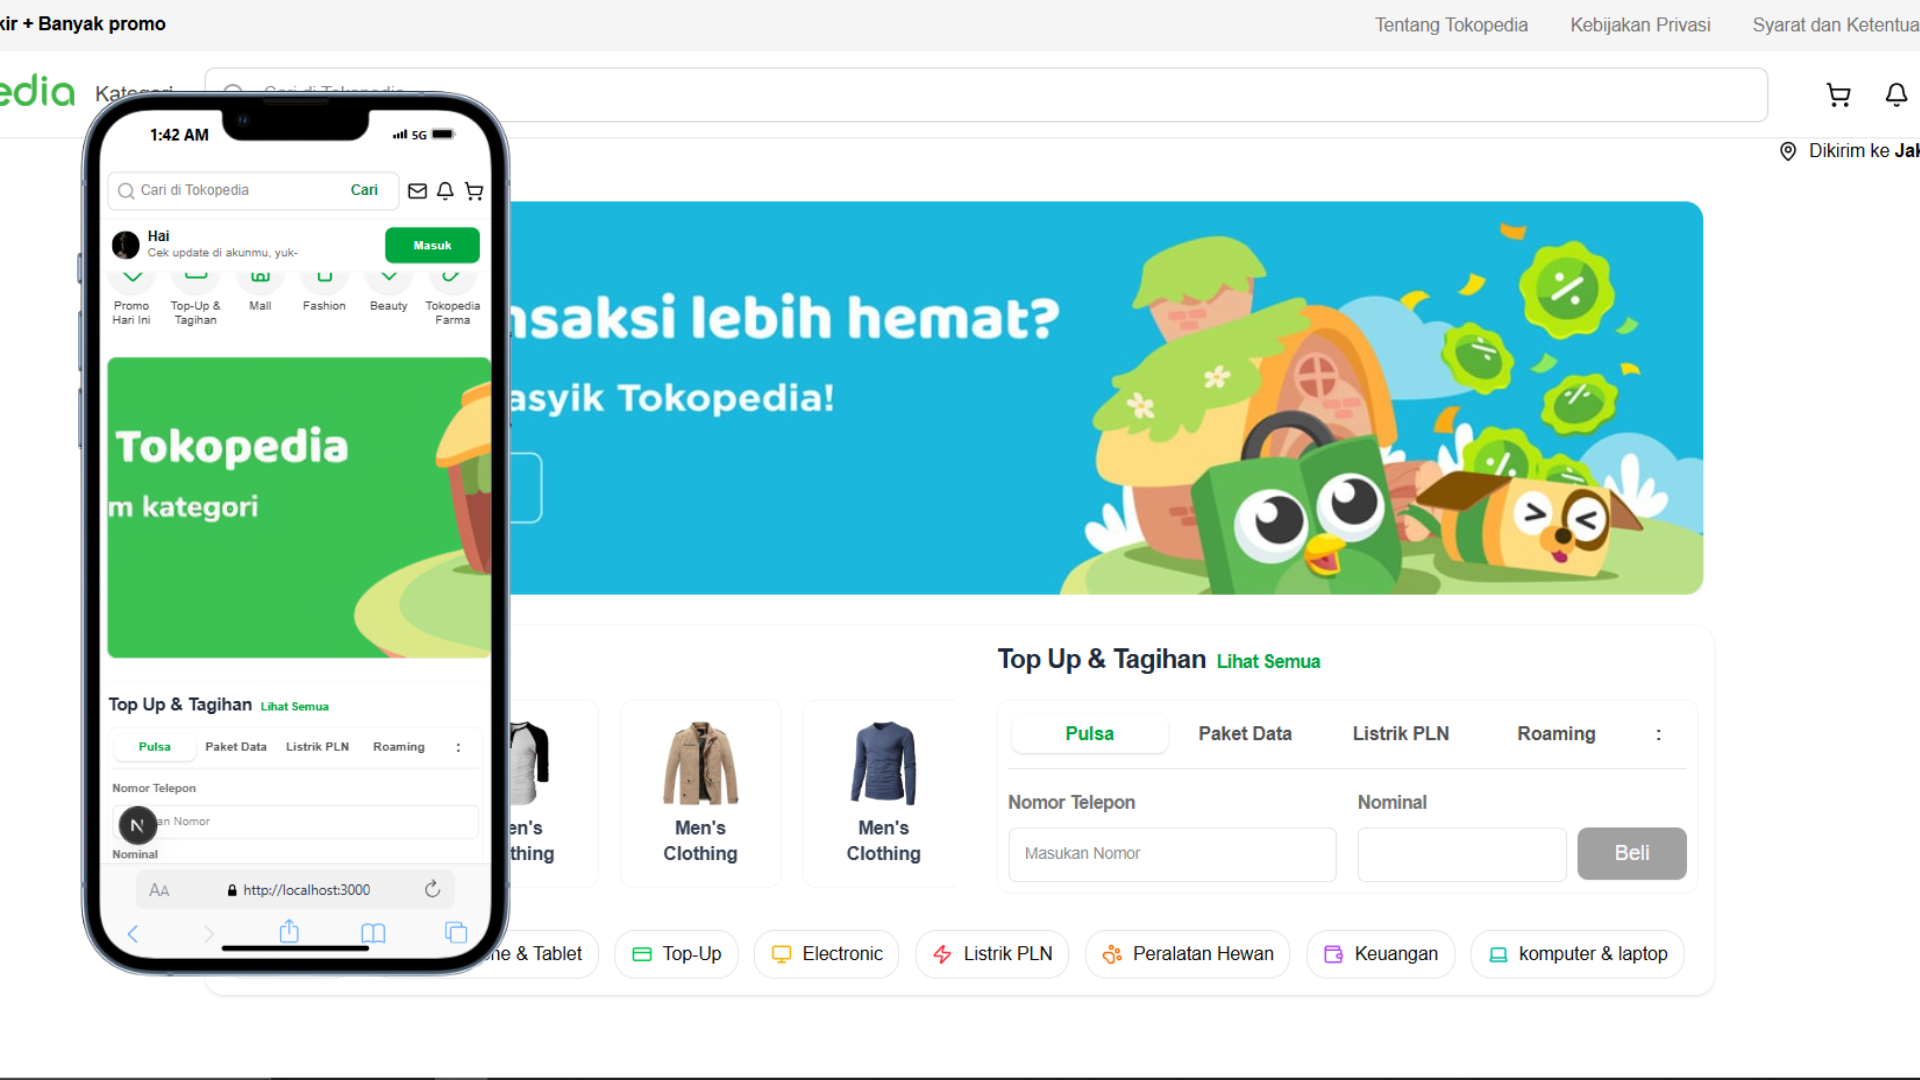 kir + Banyak promo
Tentang Tokopedia
Kebijakan Privasi
Syarat dan Ketentua
edia
Kategori
Cari di Tokopedia
Dikirim ke Jak
nsaksi lebih hemat?
asyik Tokopedia!
1:42 AM
5G
Cari di Tokopedia
Cari
Hai
Cek update di akunmu, yuk-
Masuk
Promo
Hari Ini
Top-Up &
Tagihan
Mall
Fashion
Beauty
Tokopedia
Farma
Tokopedia
m kategori
Top Up & Tagihan Lihat Semua
Pulsa
Paket Data
Listrik PLN
Roaming
:
Nomor Telepon
an Nomor
N
Nominal
AA
http://localhost:3000
en's
thing
Men's
Clothing
Men's
Clothing
Top Up & Tagihan Lihat Semua
Pulsa
Paket Data
Listrik PLN
Roaming
:
Nomor Telepon
Nominal
Masukan Nomor
Beli
ne & Tablet
Top-Up
Electronic
Listrik PLN
Peralatan Hewan
Keuangan
komputer & laptop